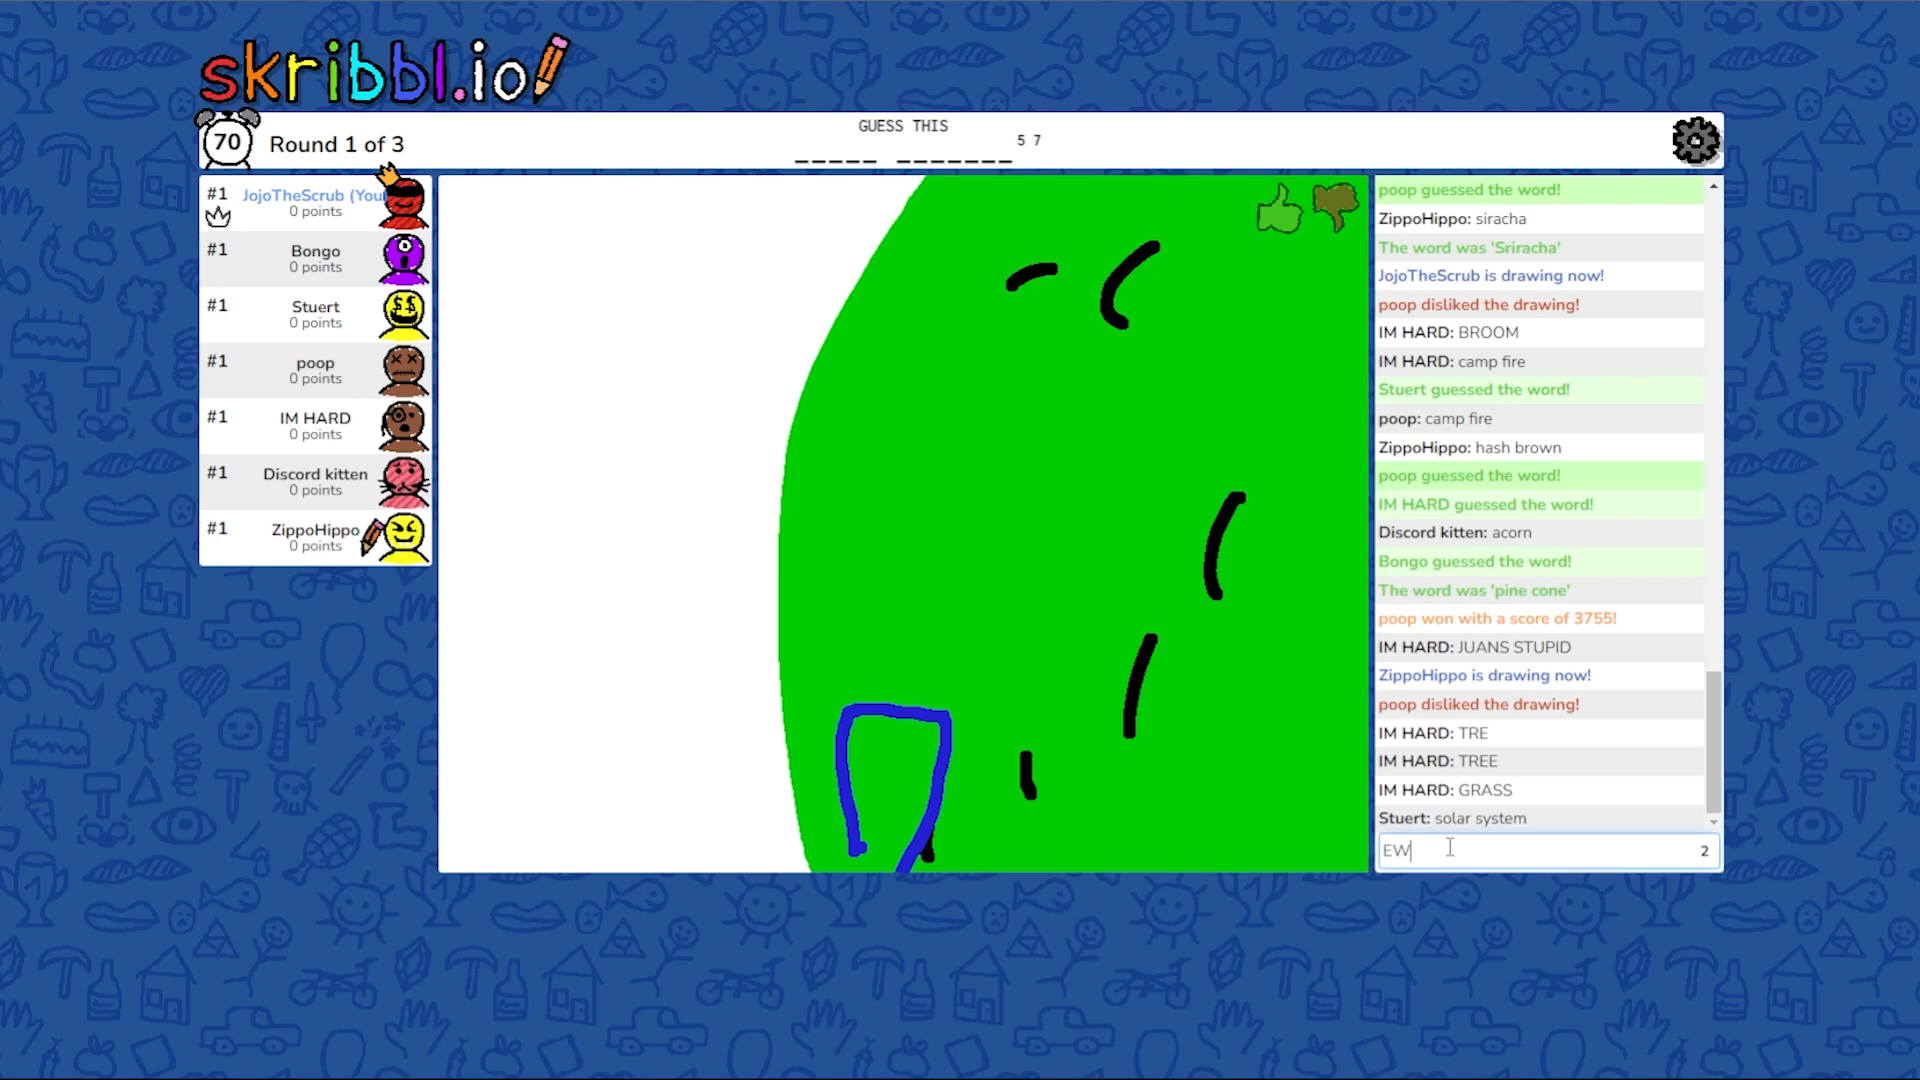 skribbl.io
70
Round 1 of 3
GUESS THIS
_____ _______ 5 7
#1 JojoTheScrub (You
0 points
#1 Bongo
0 points
#1 Stuert
0 points
#1 poop
0 points
#1 IM HARD
0 points
#1 Discord kitten
0 points
#1 ZippoHippo
0 points
poop guessed the word!
ZippoHippo: siracha
The word was 'Sriracha'
JojoTheScrub is drawing now!
poop disliked the drawing!
IM HARD: BROOM
IM HARD: camp fire
Stuert guessed the word!
poop: camp fire
ZippoHippo: hash brown
poop guessed the word!
IM HARD guessed the word!
Discord kitten: acorn
Bongo guessed the word!
The word was 'pine cone'
poop won with a score of 3755!
IM HARD: JUANS STUPID
ZippoHippo is drawing now!
poop disliked the drawing!
IM HARD: TRE
IM HARD: TREE
IM HARD: GRASS
Stuert: solar system
EW 2